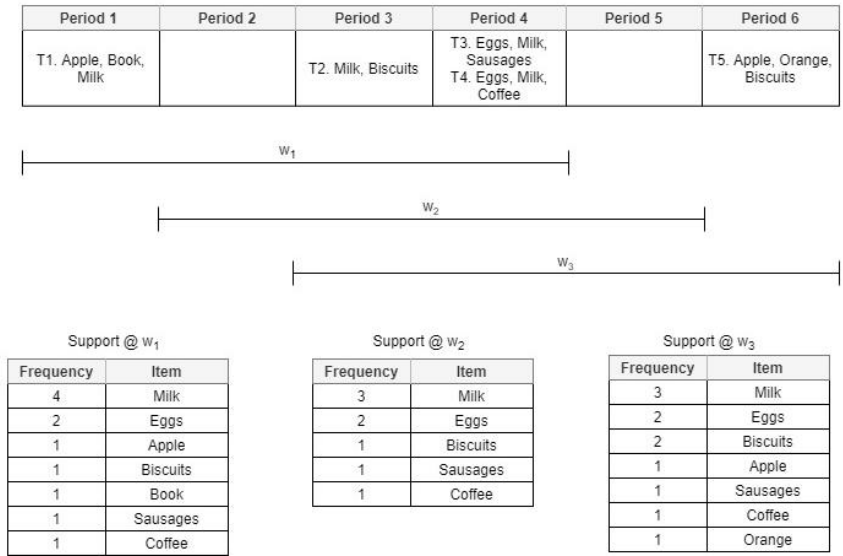 Period 1 Period 2 Period 3 Period 4 Period 5 Period 6
T1. Apple, Book,
Milk
T2. Milk, Biscuits
T3. Eggs, Milk,
Sausages
T4. Eggs, Milk,
Coffee
T5. Apple, Orange,
Biscuits
w1
w2
w3
Support @ w1
Frequency Item
4 Milk
2 Eggs
1 Apple
1 Biscuits
1 Book
1 Sausages
1 Coffee
Support @ w2
Frequency Item
3 Milk
2 Eggs
1 Biscuits
1 Sausages
1 Coffee
Support @ w3
Frequency Item
3 Milk
2 Eggs
2 Biscuits
1 Apple
1 Sausages
1 Coffee
1 Orange